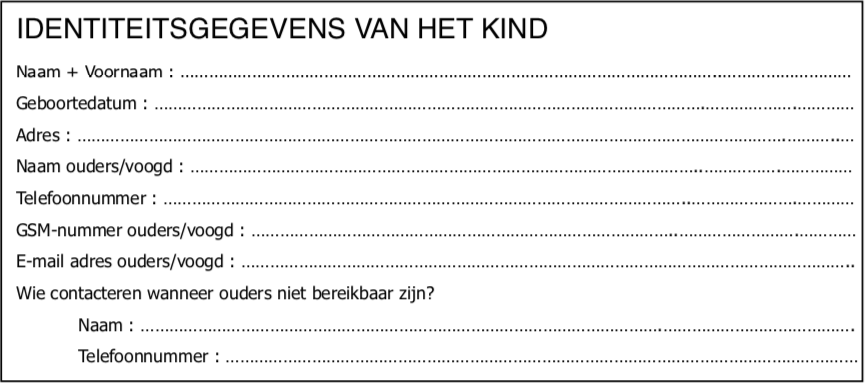 IDENTITEITSGEGEVENS VAN HET KIND
Naam + Voornaam : ................................................................................
Geboortedatum : ................................................................................
Adres : ................................................................................
Naam ouders/voogd : ................................................................................
Telefoonnummer : ................................................................................
GSM-nummer ouders/voogd : ................................................................................
E-mail adres ouders/voogd : ................................................................................
Wie contacteren wanneer ouders niet bereikbaar zijn?
Naam : ................................................................................
Telefoonnummer : ................................................................................